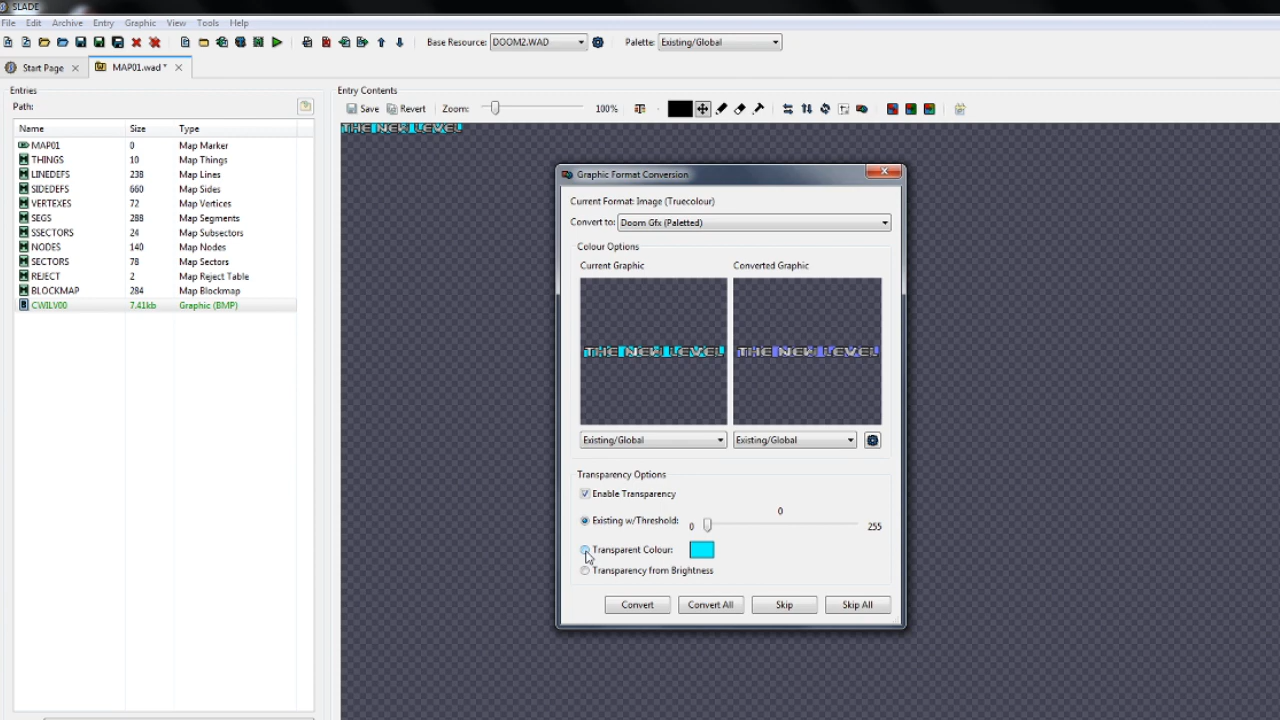 SLADE
File Edit Archive Entry Graphic View Tools Help
Base Resource: DOOM2.WAD Palette: Existing/Global
Start Page MAP01.wad *
Entries
Path:
Name Size Type
MAP01 0 Map Marker
THINGS 10 Map Things
LINEDEFS 238 Map Lines
SIDEDEFS 660 Map Sides
VERTEXES 72 Map Vertices
SEGS 288 Map Segments
SSECTORS 24 Map Subsectors
NODES 140 Map Nodes
SECTORS 78 Map Sectors
REJECT 2 Map Reject Table
BLOCKMAP 284 Map Blockmap
CWILV00 7.41kb Graphic (BMP)
Entry Contents
Save Revert Zoom: 100%
THE NEW LEVEL
Graphic Format Conversion
Current Format: Image (Truecolour)
Convert to: Doom Gfx (Paletted)
Colour Options
Current Graphic Converted Graphic
THE NEW LEVEL THE NEW LEVEL
Existing/Global Existing/Global
Transparency Options
Enable Transparency
0
Existing w/Threshold: 0 255
Transparent Colour:
Transparency from Brightness
Convert Convert All Skip Skip All